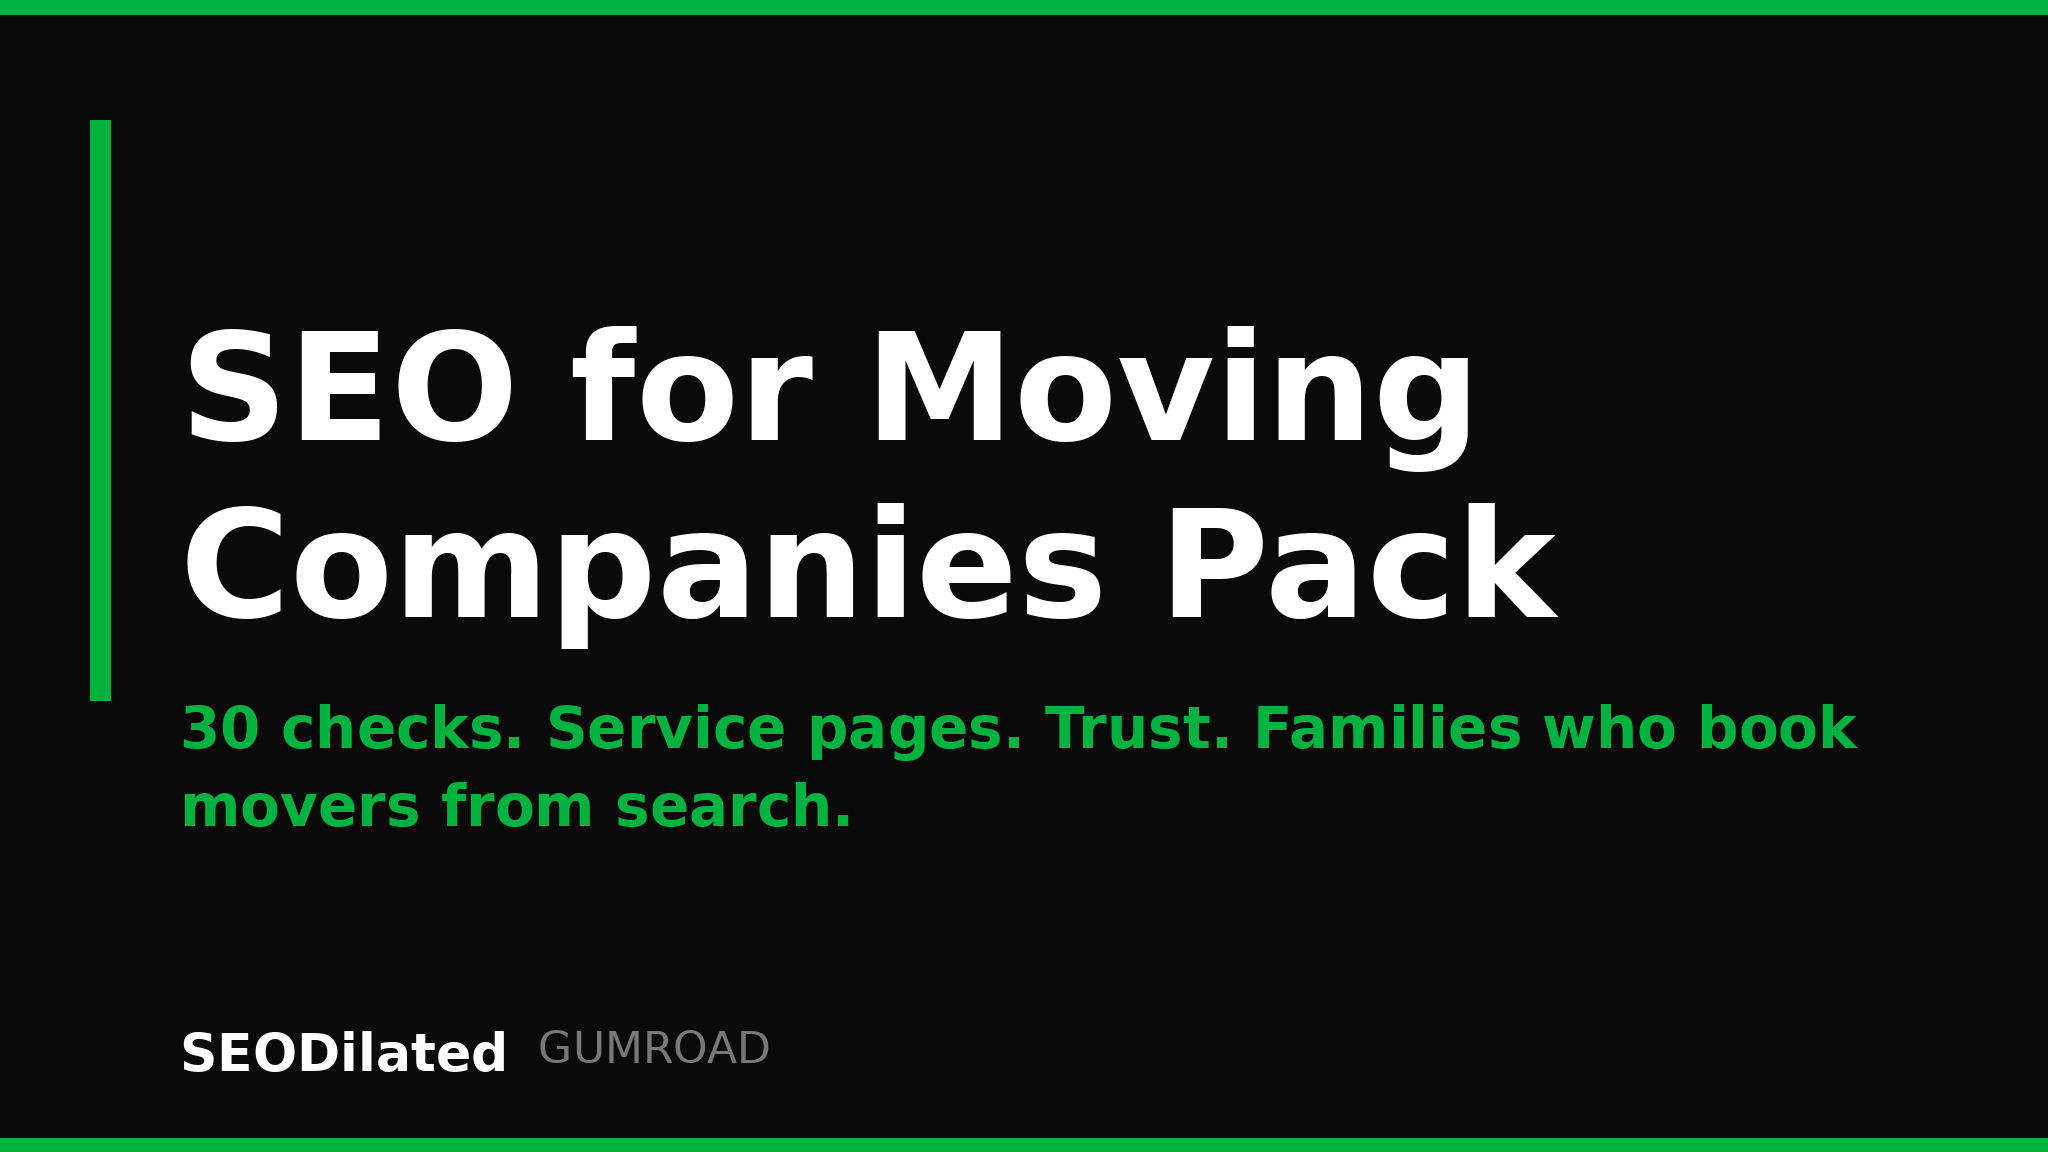 SEO for Moving
Companies Pack
30 checks. Service pages. Trust. Families who book
movers from search.
SEODilated GUMROAD